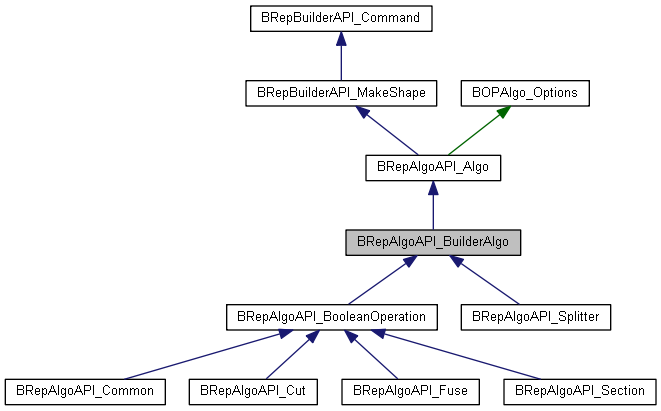 BRepBuilderAPI_Command
BRepBuilderAPI_MakeShape
BOPAlgo_Options
BRepAlgoAPI_Algo
BRepAlgoAPI_BuilderAlgo
BRepAlgoAPI_BooleanOperation
BRepAlgoAPI_Splitter
BRepAlgoAPI_Common
BRepAlgoAPI_Cut
BRepAlgoAPI_Fuse
BRepAlgoAPI_Section